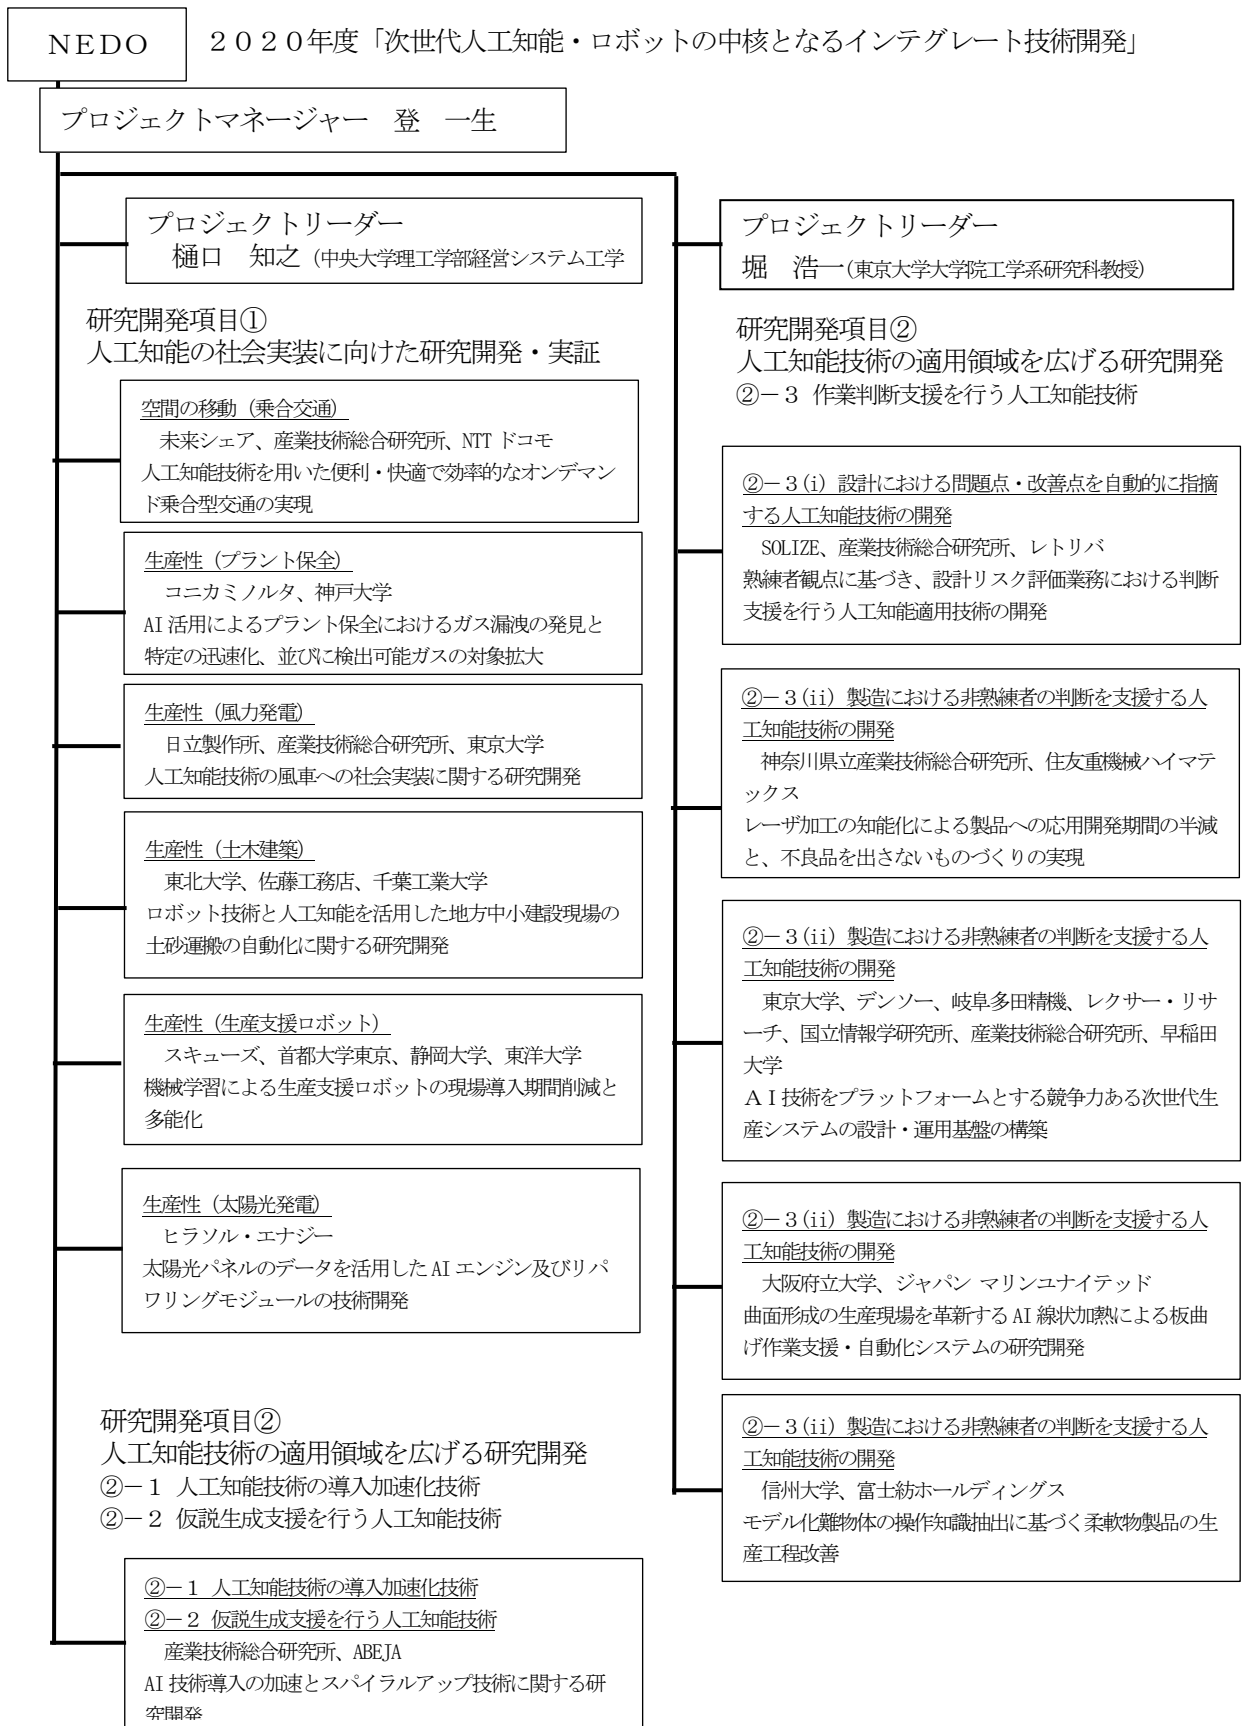 NEDO
２０２０年度「次世代人工知能・ロボットの中核となるインテグレート技術開発」
プロジェクトマネージャー　登　一生
プロジェクトリーダー
樋口　知之（中央大学理工学部経営システム工学
研究開発項目①
人工知能の社会実装に向けた研究開発・実証
空間の移動（乗合交通）
未来シェア、産業技術総合研究所、NTTドコモ
人工知能技術を用いた便利・快適で効率的なオンデマン
ド乗合型交通の実現
生産性（プラント保全）
コニカミノルタ、神戸大学
AI活用によるプラント保全におけるガス漏洩の発見と
特定の迅速化、並びに検出可能ガスの対象拡大
生産性（風力発電）
日立製作所、産業技術総合研究所、東京大学
人工知能技術の風車への社会実装に関する研究開発
生産性（土木建築）
東北大学、佐藤工務店、千葉工業大学
ロボット技術と人工知能を活用した地方中小建設現場の
土砂運搬の自動化に関する研究開発
生産性（生産支援ロボット）
スキューズ、首都大学東京、静岡大学、東洋大学
機械学習による生産支援ロボットの現場導入期間削減と
多能化
生産性（太陽光発電）
ヒラソル・エナジー
太陽光パネルのデータを活用したAIエンジン及びリパ
ワリングモジュールの技術開発
研究開発項目②
人工知能技術の適用領域を広げる研究開発
②－１ 人工知能技術の導入加速化技術
②－２ 仮説生成支援を行う人工知能技術
②－１ 人工知能技術の導入加速化技術
②－２ 仮説生成支援を行う人工知能技術
産業技術総合研究所、ABEJA
AI技術導入の加速とスパイラルアップ技術に関する研
究開発
プロジェクトリーダー
堀　浩一(東京大学大学院工学系研究科教授)
研究開発項目②
人工知能技術の適用領域を広げる研究開発
②－３ 作業判断支援を行う人工知能技術
②－３(i) 設計における問題点・改善点を自動的に指摘
する人工知能技術の開発
SOLIZE、産業技術総合研究所、レトリバ
熟練者観点に基づき、設計リスク評価業務における判断
支援を行う人工知能適用技術の開発
②－３(ii) 製造における非熟練者の判断を支援する人
工知能技術の開発
神奈川県立産業技術総合研究所、住友重機械ハイマテ
ックス
レーザ加工の知能化による製品への応用開発期間の半減
と、不良品を出さないものづくりの実現
②－３(ii) 製造における非熟練者の判断を支援する人
工知能技術の開発
東京大学、デンソー、岐阜多田精機、レクサー・リサ
ーチ、国立情報学研究所、産業技術総合研究所、早稲田
大学
ＡＩ技術をプラットフォームとする競争力ある次世代生
産システムの設計・運用基盤の構築
②－３(ii) 製造における非熟練者の判断を支援する人
工知能技術の開発
大阪府立大学、ジャパン マリンユナイテッド
曲面形成の生産現場を革新するAI線状加熱による板曲
げ作業支援・自動化システムの研究開発
②－３(ii) 製造における非熟練者の判断を支援する人
工知能技術の開発
信州大学、富士紡ホールディングス
モデル化難物体の操作知識抽出に基づく柔軟物製品の生
産工程改善